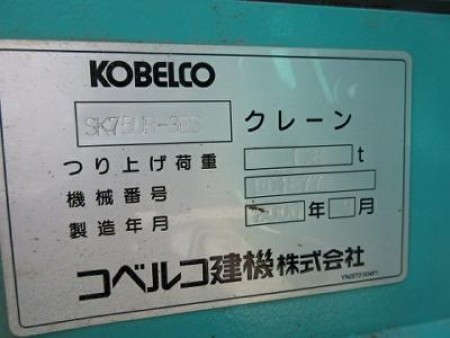 KOBELCO
SK75UR-3ES クレーン
つり上げ荷重 t
機械番号
製造年月 年 月
コベルコ建機株式会社